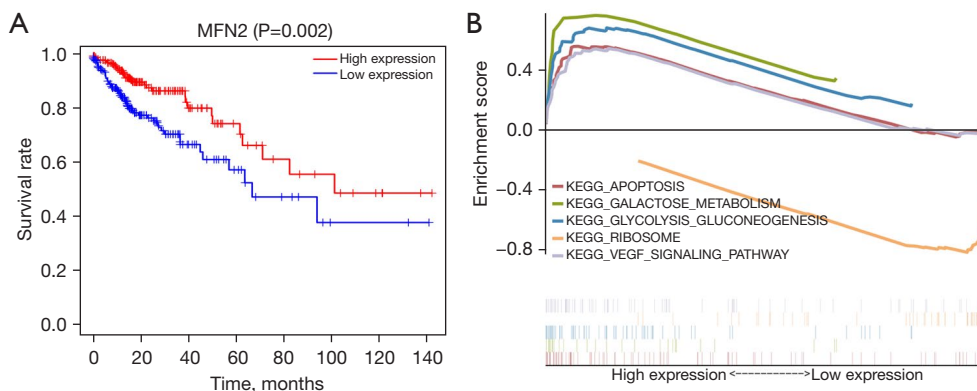 A
MFN2 (P=0.002)
High expression
Low expression
Survival rate
1.0
0.8
0.6
0.4
0.2
0.0
0 20 40 60 80 100 120 140
Time, months
B
Enrichment score
0.4
0.0
−0.4
−0.8
KEGG_APOPTOSIS
KEGG_GALACTOSE_METABOLISM
KEGG_GLYCOLYSIS_GLUCONEOGENESIS
KEGG_RIBOSOME
KEGG_VEGF_SIGNALING_PATHWAY
High expression <------------> Low expression